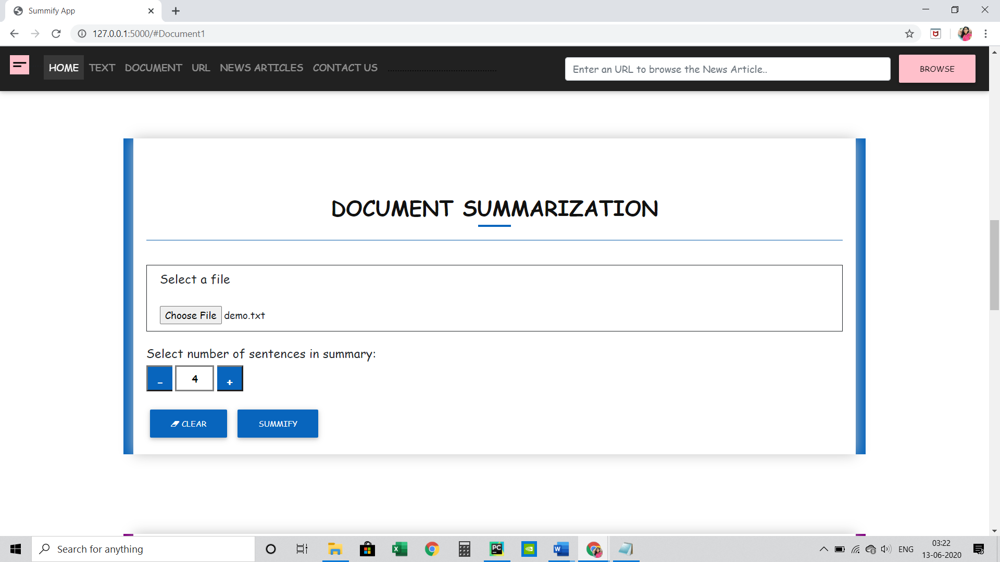 Summify App
127.0.0.1:5000/#Document1
HOME TEXT DOCUMENT URL NEWS ARTICLES CONTACT US
Enter an URL to browse the News Article..
BROWSE
DOCUMENT SUMMARIZATION
Select a file
Choose File demo.txt
Select number of sentences in summary:
- 4 +
CLEAR SUMMIFY
Search for anything
ENG
03:22
13-06-2020